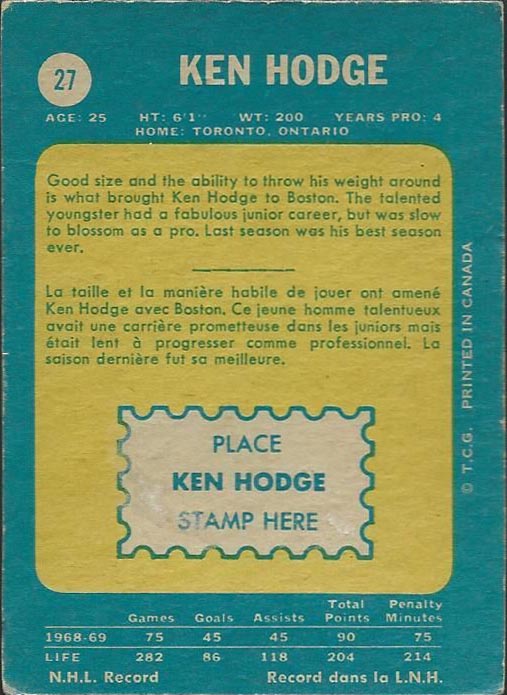 27
KEN HODGE
AGE: 25 HT: 6'1" WT: 200 YEARS PRO: 4
HOME: TORONTO, ONTARIO
Good size and the ability to throw his weight around
is what brought Ken Hodge to Boston. The talented
youngster had a fabulous junior career, but was slow
to blossom as a pro. Last season was his best season
ever.
La taille et la manière habile de jouer ont amené
Ken Hodge avec Boston. Ce jeune homme talentueux
avait une carrière prometteuse dans les juniors mais
était lent à progresser comme professionnel. La
saison dernière fut sa meilleure.
PLACE
KEN HODGE
STAMP HERE
© T.C.G. PRINTED IN CANADA
Games Goals Assists Total Points Penalty Minutes
1968-69 75 45 45 90 75
LIFE 282 86 118 204 214
N.H.L. Record Record dans la L.N.H.